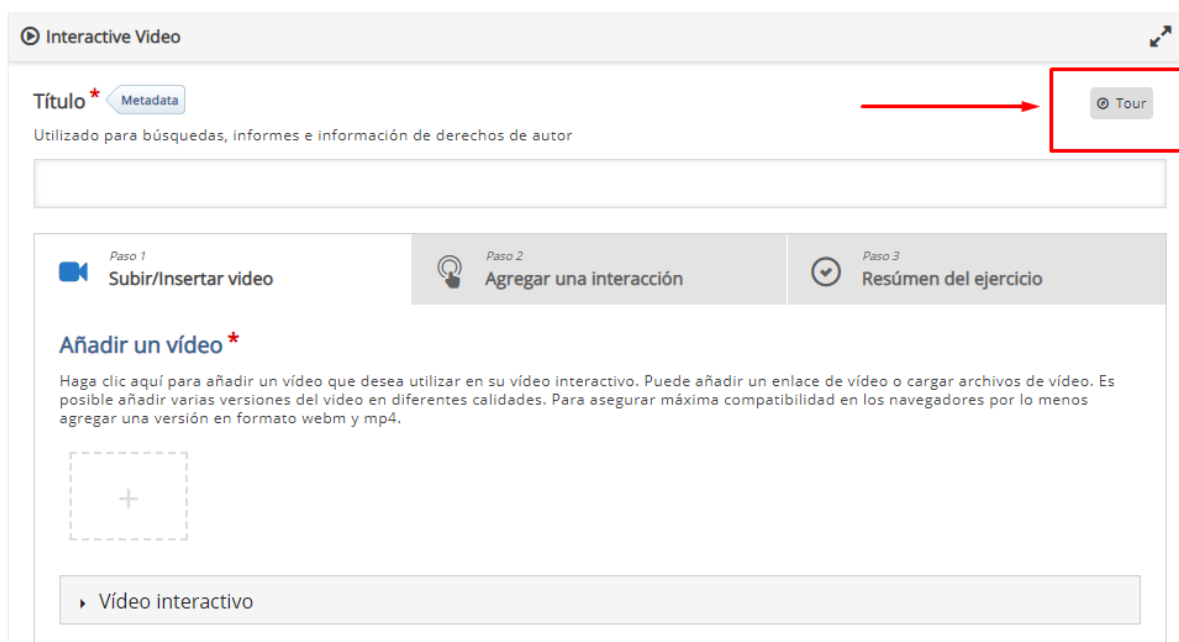 Interactive Video
Título * Metadata
Tour
Utilizado para búsquedas, informes e información de derechos de autor
Paso 1
Subir/Insertar video
Paso 2
Agregar una interacción
Paso 3
Resúmen del ejercicio
Añadir un vídeo *
Haga clic aquí para añadir un vídeo que desea utilizar en su vídeo interactivo. Puede añadir un enlace de vídeo o cargar archivos de vídeo. Es
posible añadir varias versiones del video en diferentes calidades. Para asegurar máxima compatibilidad en los navegadores por lo menos
agregar una versión en formato webm y mp4.
Vídeo interactivo